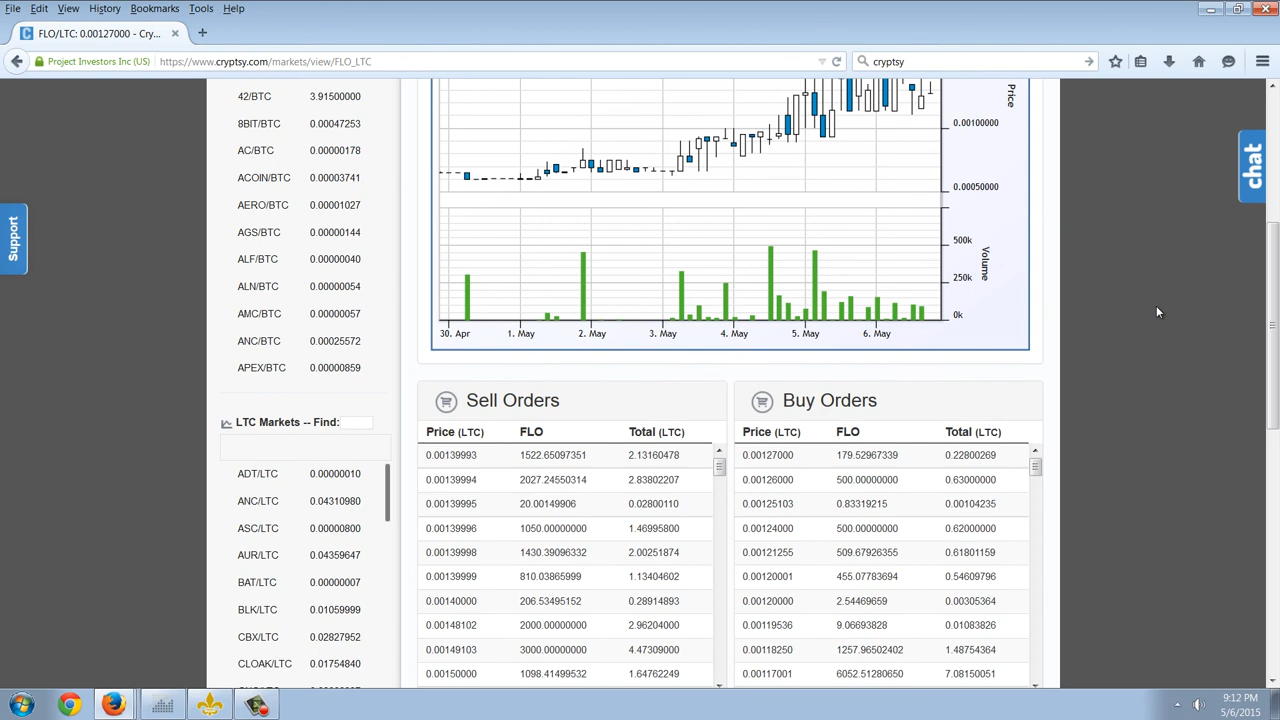 File Edit View History Bookmarks Tools Help
FLO/LTC: 0.00127000 - Cry...
Project Investors Inc (US) https://www.cryptsy.com/markets/view/FLO_LTC cryptsy
42/BTC 3.91500000
8BIT/BTC 0.00047253
AC/BTC 0.00000178
ACOIN/BTC 0.00003741
AERO/BTC 0.00001027
AGS/BTC 0.00000144
ALF/BTC 0.00000040
ALN/BTC 0.00000054
AMC/BTC 0.00000057
ANC/BTC 0.00025572
APEX/BTC 0.00000859
LTC Markets -- Find:
ADT/LTC 0.00000010
ANC/LTC 0.04310980
ASC/LTC 0.00000800
AUR/LTC 0.04359647
BAT/LTC 0.00000007
BLK/LTC 0.01059999
CBX/LTC 0.02827952
CLOAK/LTC 0.01754840
Price
0.00100000
0.00050000
Volume
500k
250k
0k
30. Apr 1. May 2. May 3. May 4. May 5. May 6. May
Sell Orders
Price (LTC) FLO Total (LTC)
0.00139993 1522.65097351 2.13160478
0.00139994 2027.24550314 2.83802207
0.00139995 20.00149906 0.02800110
0.00139996 1050.00000000 1.46995800
0.00139998 1430.39096332 2.00251874
0.00139999 810.03865999 1.13404602
0.00140000 206.53495152 0.28914893
0.00148102 2000.00000000 2.96204000
0.00149103 3000.00000000 4.47309000
0.00150000 1098.41499532 1.64762249
Buy Orders
Price (LTC) FLO Total (LTC)
0.00127000 179.52967339 0.22800269
0.00126000 500.00000000 0.63000000
0.00125103 0.83319215 0.00104235
0.00124000 500.00000000 0.62000000
0.00121255 509.67926355 0.61801159
0.00120001 455.07783694 0.54609796
0.00120000 2.54469659 0.00305364
0.00119536 9.06693828 0.01083826
0.00118250 1257.96502402 1.48754364
0.00117001 6052.51280650 7.08150051
Support
chat
9:12 PM
5/6/2015